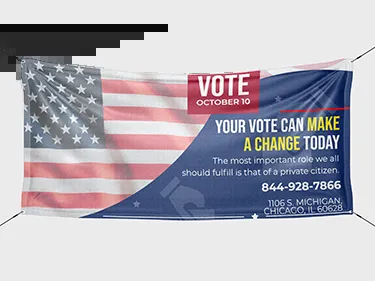 VOTE
OCTOBER 10
YOUR VOTE CAN MAKE
A CHANGE TODAY
The most important role we all
should fulfill is that of a private citizen.
844-928-7866
1106 S. MICHIGAN,
CHICAGO, IL 60628